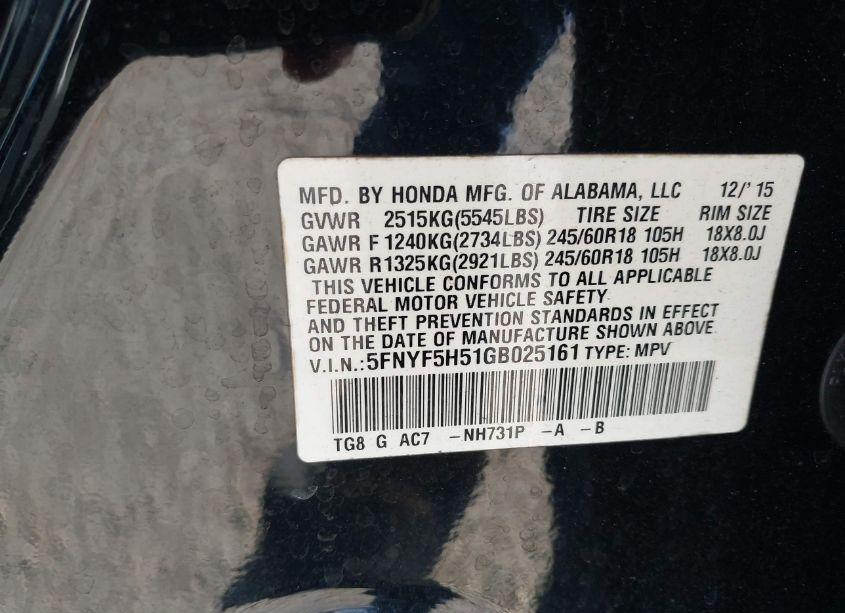 MFD. BY HONDA MFG. OF ALABAMA, LLC 12/'15
GVWR 2515KG(5545LBS) TIRE SIZE RIM SIZE
GAWR F 1240KG(2734LBS) 245/60R18 105H 18X8.0J
GAWR R 1325KG(2921LBS) 245/60R18 105H 18X8.0J
THIS VEHICLE CONFORMS TO ALL APPLICABLE
FEDERAL MOTOR VEHICLE SAFETY
AND THEFT PREVENTION STANDARDS IN EFFECT
ON THE DATE OF MANUFACTURE SHOWN ABOVE.
V.I.N.: 5FNYF5H51GB025161 TYPE: MPV
TG8 G AC7 -NH731P -A -B